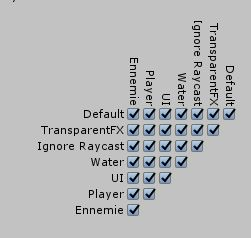 Default
TransparentFX
Ignore Raycast
Water
UI
Player
Ennemie
Default
TransparentFX
Ignore Raycast
Water
UI
Player
Ennemie